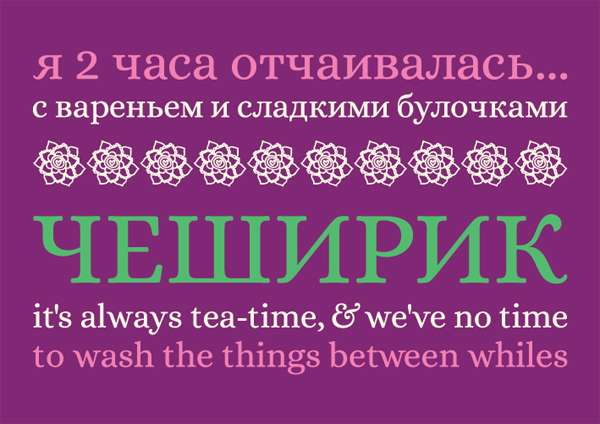 я 2 часа отчаивалась...
с вареньем и сладкими булочками
ЧЕШИРИК
it's always tea-time, & we've no time
to wash the things between whiles